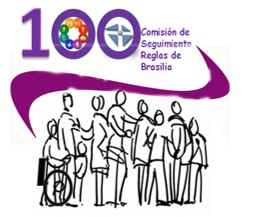 100
Comisión de
Seguimiento
Reglas de
Brasilia